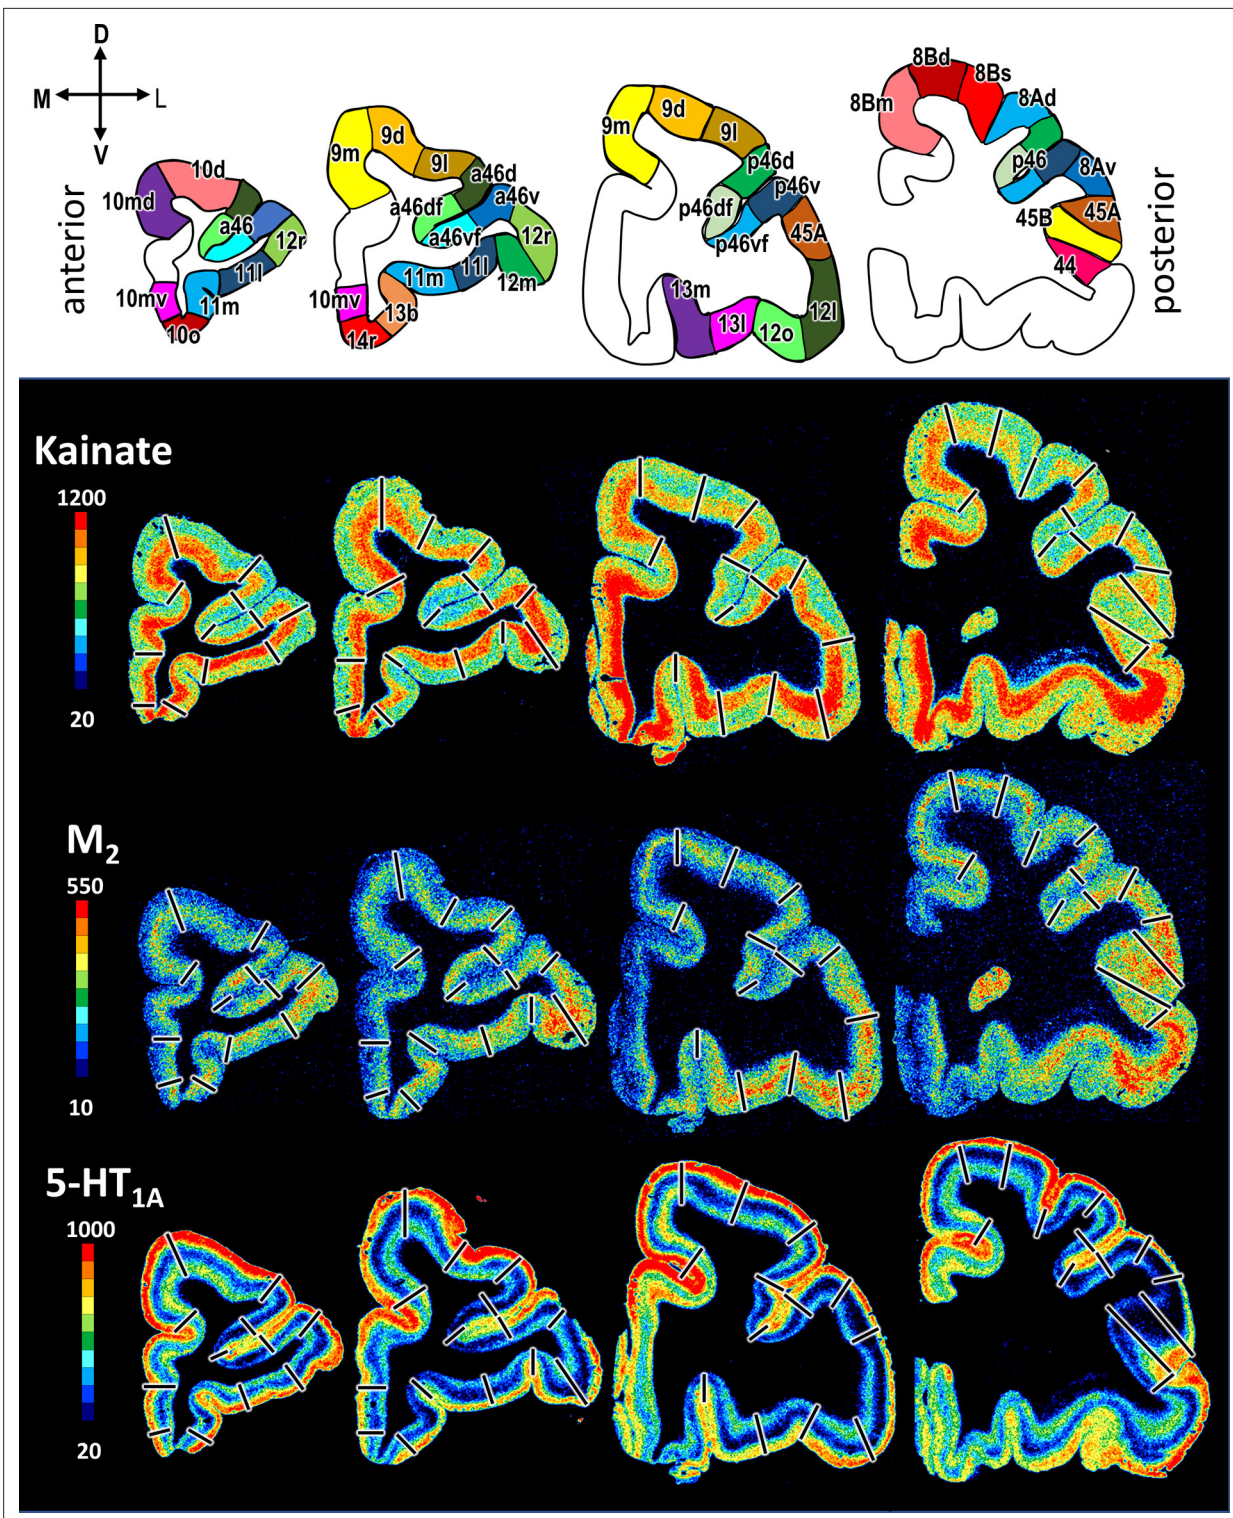 D
M L
V
anterior
10md
10d
a46
12r
11l
11m
10mv
10o
9m
9d
9l
a46d
a46v
a46df
a46vf
12r
12m
11l
11m
10mv
13b
14r
9m
9d
9l
p46d
p46v
p46df
p46vf
45A
13m
13l
12o
12l
8Bm
8Bd
8Bs
8Ad
p46
8Av
45B
45A
44
posterior
Kainate
1200
20
M2
550
10
5-HT1A
1000
20